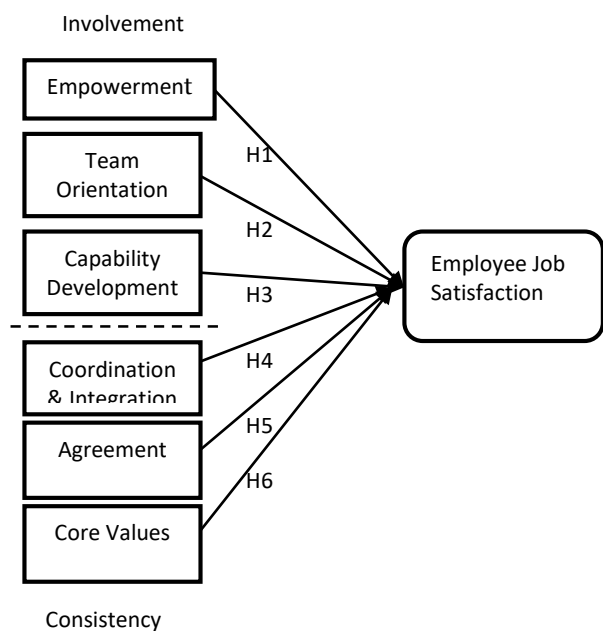 Involvement
Empowerment
Team
Orientation
Capability
Development
Coordination
& Integration
Agreement
Core Values
Consistency
H1
H2
H3
H4
H5
H6
Employee Job
Satisfaction